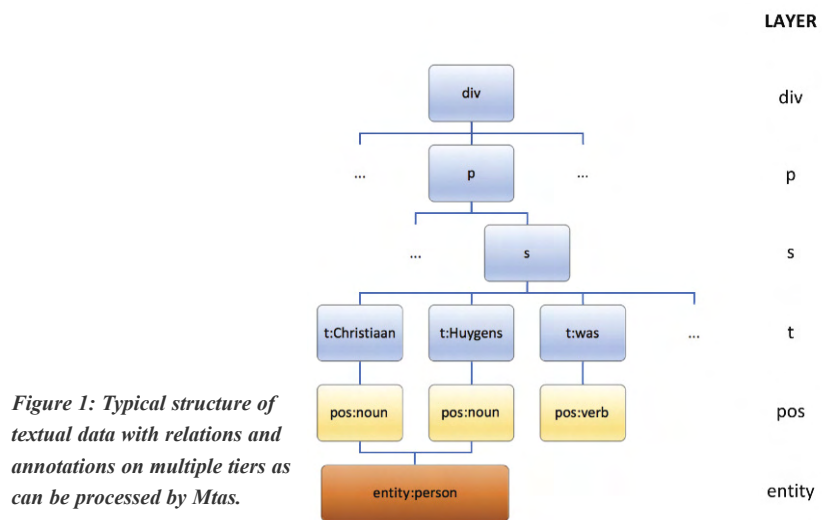 LAYER
div
div
...
p
...
p
...
s
s
t:Christiaan
t:Huygens
t:was
...
t
pos:noun
pos:noun
pos:verb
pos
entity:person
entity
Figure 1: Typical structure of
textual data with relations and
annotations on multiple tiers as
can be processed by Mtas.